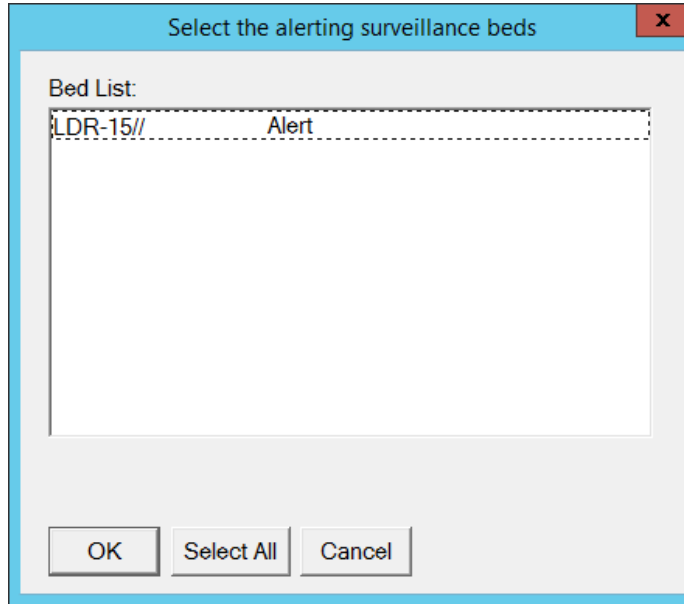 Select the alerting surveillance beds
x
Bed List:
LDR-15// Alert
OK Select All Cancel